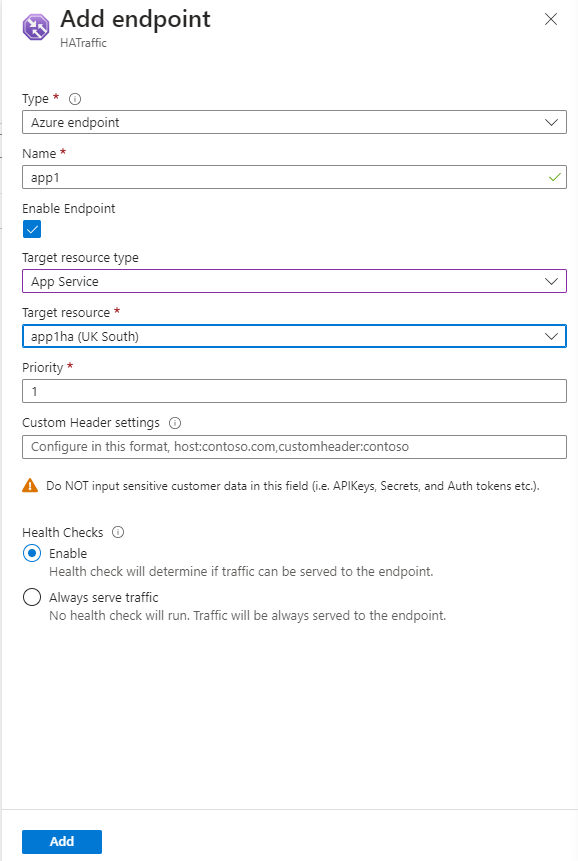 Add endpoint
HATraffic
Type *
Azure endpoint
Name *
app1
Enable Endpoint
Target resource type
App Service
Target resource *
app1ha (UK South)
Priority *
1
Custom Header settings
Configure in this format, host:contoso.com,customheader:contoso
Do NOT input sensitive customer data in this field (i.e. APIKeys, Secrets, and Auth tokens etc.).
Health Checks
Enable
Health check will determine if traffic can be served to the endpoint.
Always serve traffic
No health check will run. Traffic will be always served to the endpoint.
Add